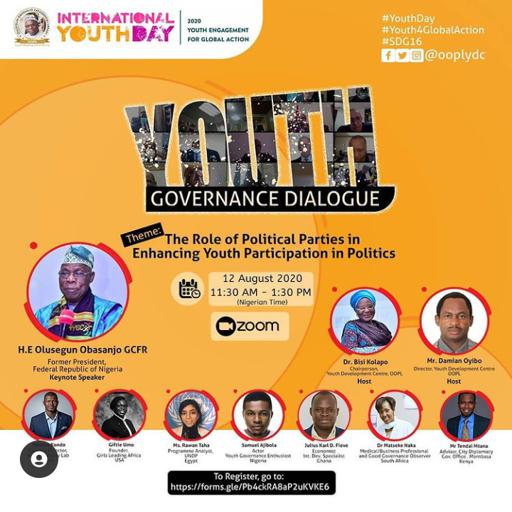 INTERNATIONAL
YOUTH DAY
2020
YOUTH ENGAGEMENT
FOR GLOBAL ACTION
#YouthDay
#Youth4GlobalAction
#SDG16
@ooplydc
YOUTH
GOVERNANCE DIALOGUE
Theme: The Role of Political Parties in
Enhancing Youth Participation in Politics
12 August 2020
11:30 AM - 1:30 PM
(Nigerian Time)
zoom
H.E Olusegun Obasanjo GCFR
Former President,
Federal Republic of Nigeria
Keynote Speaker
Dr. Bisi Kolapo
Chairperson,
Youth Development Centre, OOPL
Host
Mr. Damian Oyibo
Director, Youth Development Centre
OOPL
Host
Giftie Umo
Founder,
Girls Leading Africa
USA
Ms. Rawan Taha
Programme Analyst,
UNDP
Egypt
Samuel Ajibola
Actor
Youth Governance Enthusiast
Nigeria
Julius Karl D. Fieve
Economist
Int. Dev. Specialist
Ghana
Dr Matseke Naka
Medical/Business Professional
and Good Governance Observer
South Africa
Mr Tendai Mtana
Advisor, City Diplomacy
Gov. Office, Mombasa
Kenya
To Register, go to:
https://forms.gle/Pb4ckRA8aP2uKVKE6